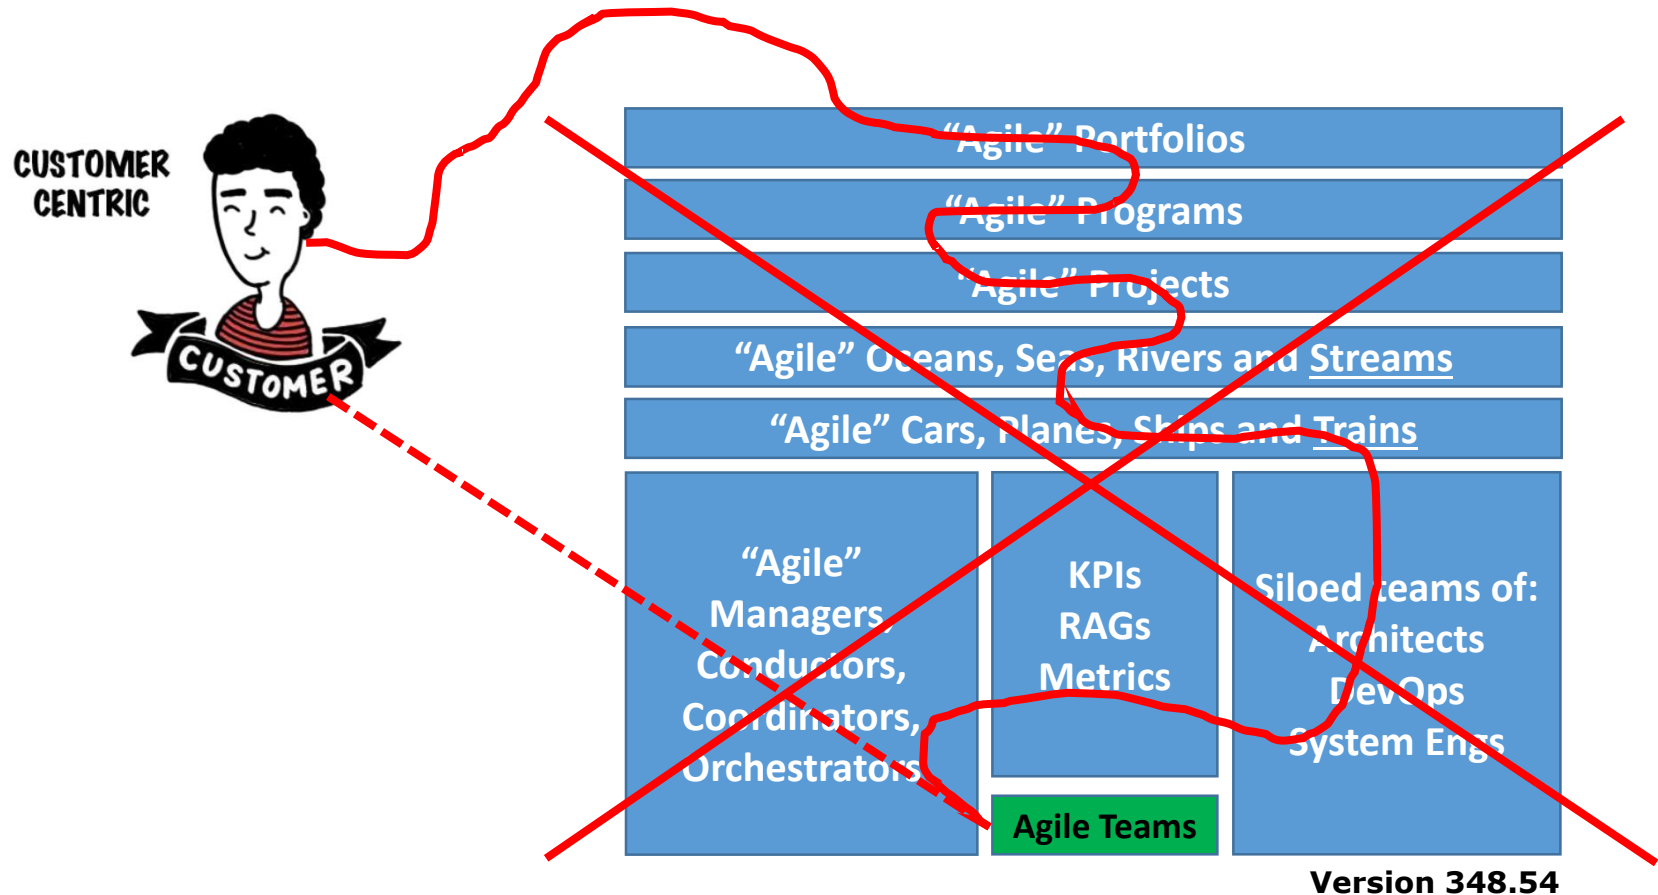 CUSTOMER
CENTRIC
CUSTOMER
“Agile” Portfolios
“Agile” Programs
“Agile” Projects
“Agile” Oceans, Seas, Rivers and Streams
“Agile” Cars, Planes, Ships and Trains
“Agile”
Managers,
Conductors,
Coordinators,
Orchestrators
KPIs
RAGs
Metrics
Siloed teams of:
Architects
DevOps
System Engs
Agile Teams
Version 348.54